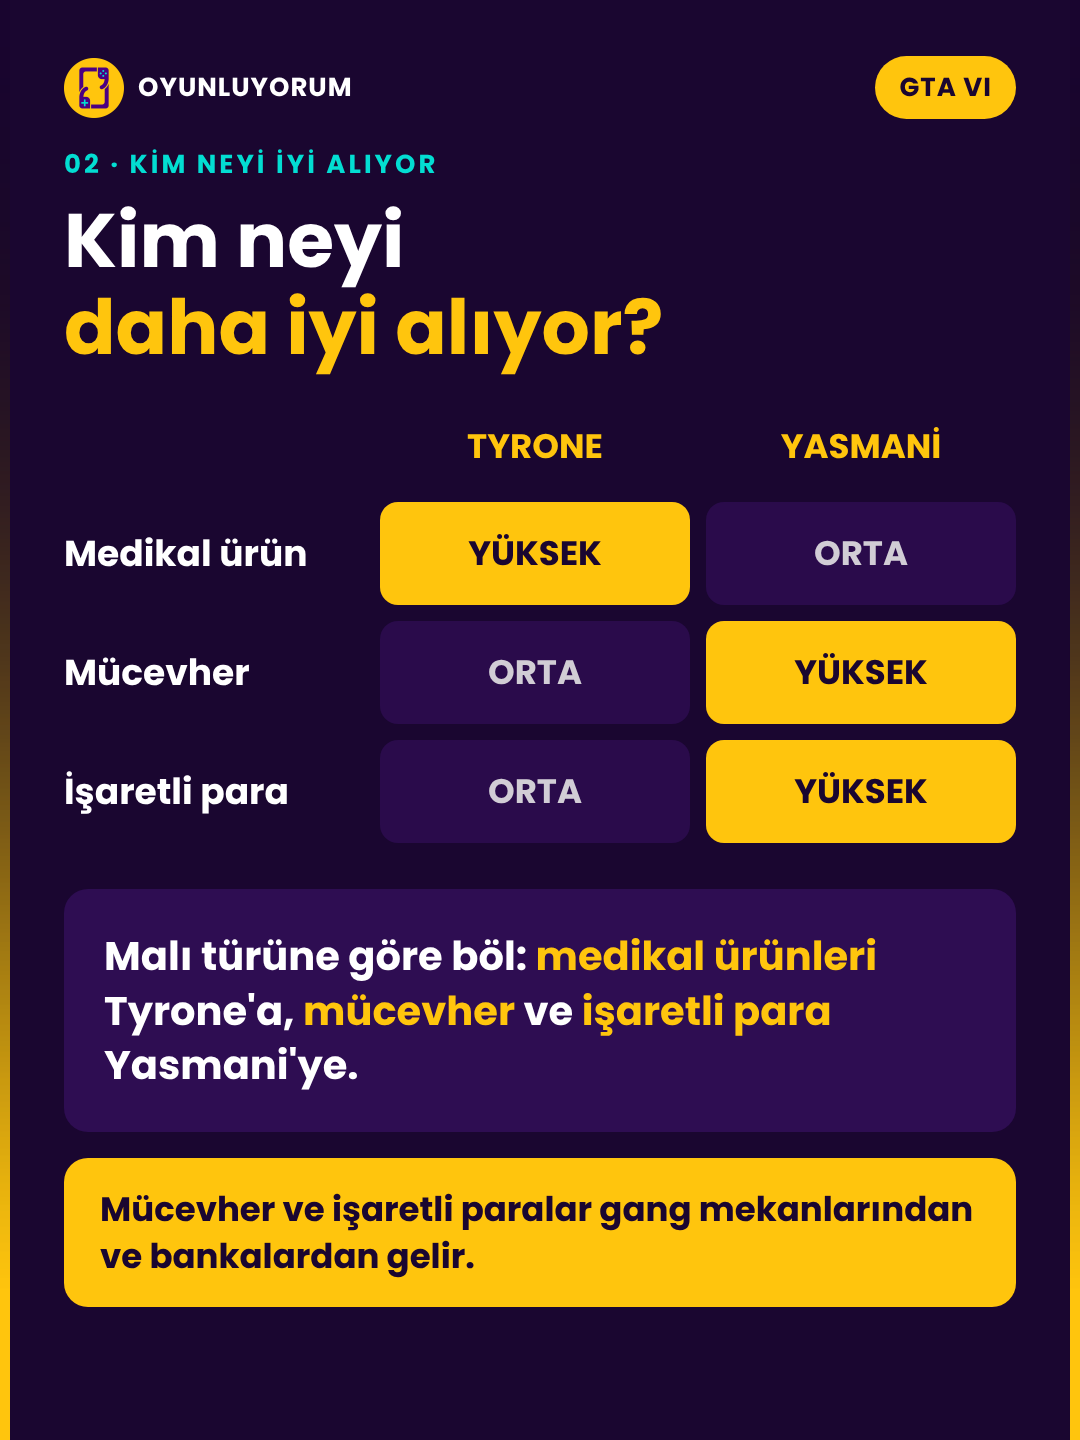 OYUNLUYORUM
GTA VI
02 · KİM NEYİ İYİ ALIYOR
Kim neyi
daha iyi alıyor?
TYRONE YASMANİ
Medikal ürün YÜKSEK ORTA
Mücevher ORTA YÜKSEK
İşaretli para ORTA YÜKSEK
Malı türüne göre böl: medikal ürünleri
Tyrone'a, mücevher ve işaretli para
Yasmani'ye.
Mücevher ve işaretli paralar gang mekanlarından
ve bankalardan gelir.